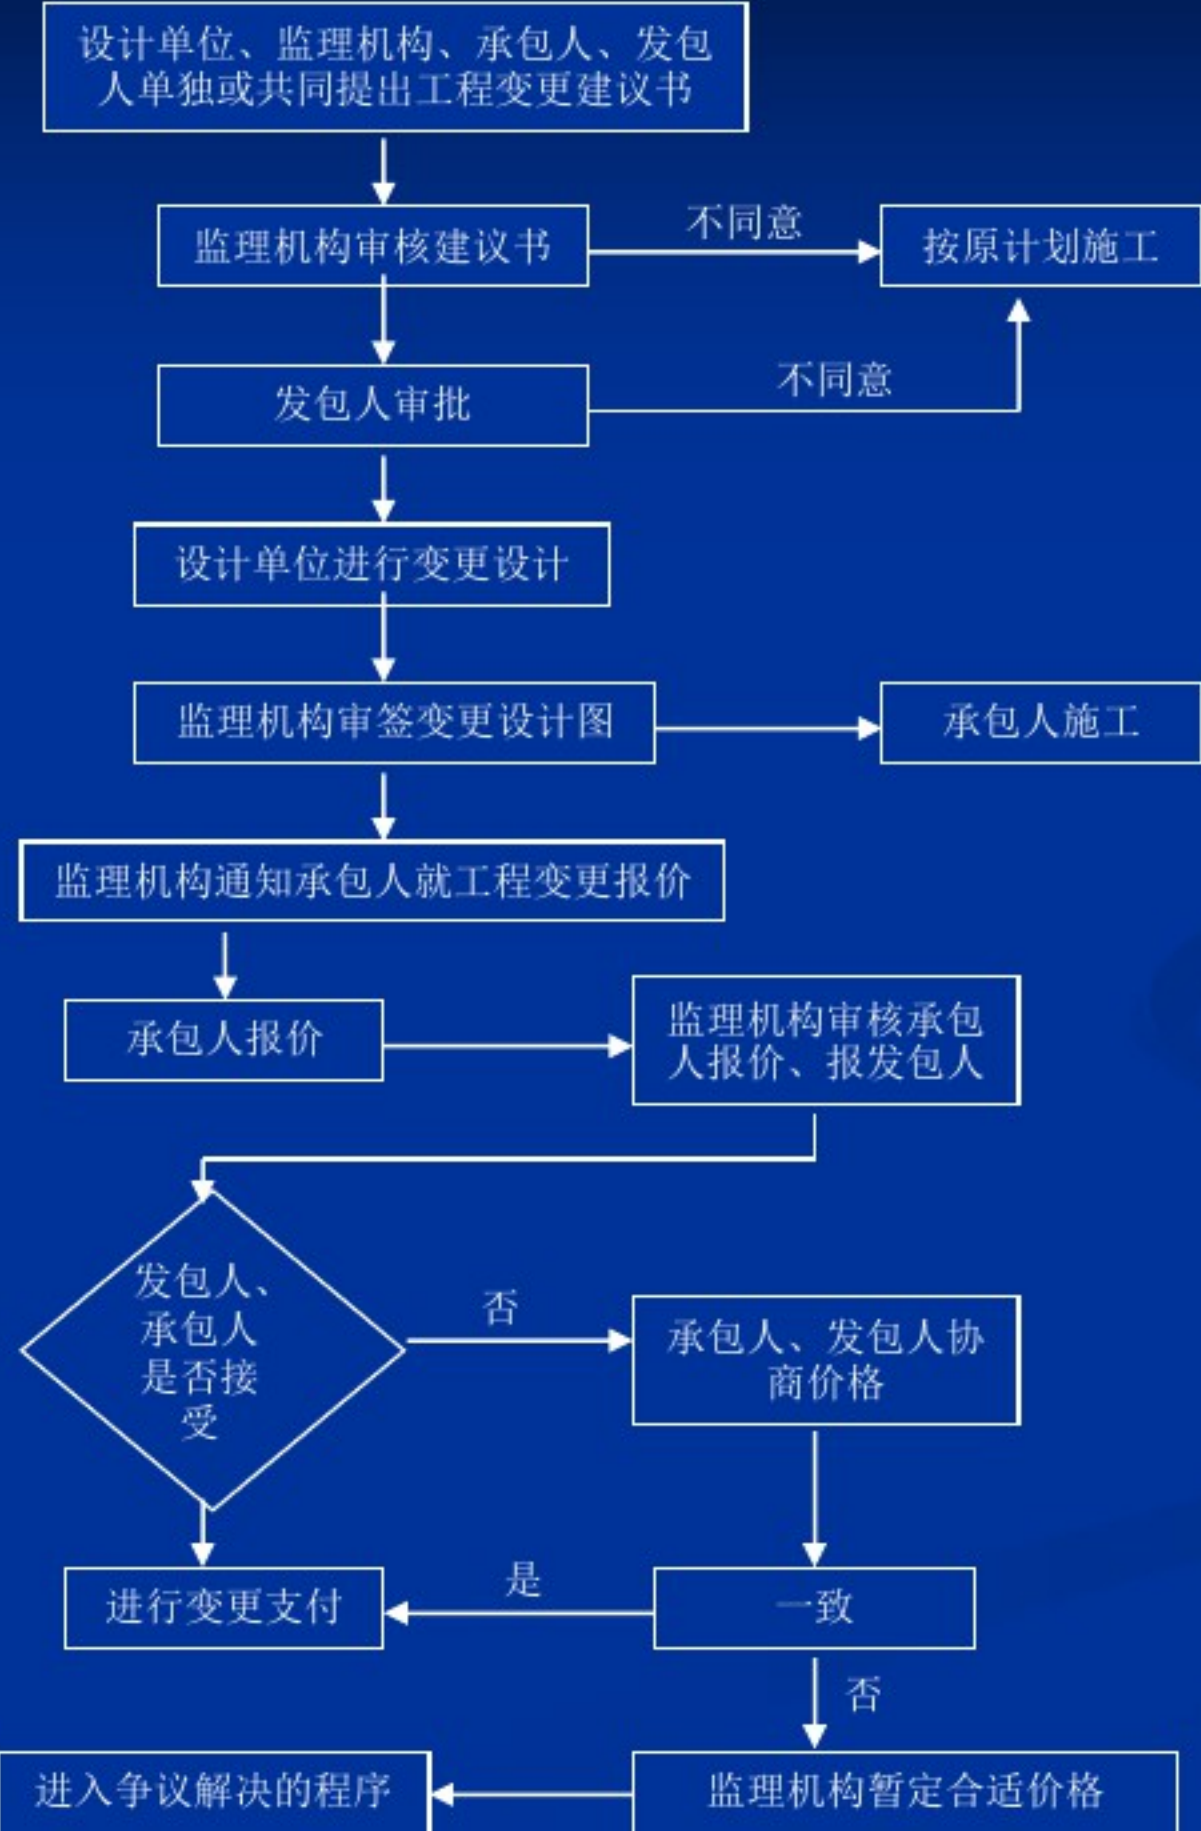 设计单位、监理机构、承包人、发包
人单独或共同提出工程变更建议书
监理机构审核建议书
不同意
按原计划施工
发包人审批
不同意
设计单位进行变更设计
监理机构审签变更设计图
承包人施工
监理机构通知承包人就工程变更报价
承包人报价
监理机构审核承包
人报价、报发包人
发包人、
承包人
是否接
受
否
承包人、发包人协
商价格
进行变更支付
是
一致
否
进入争议解决的程序
监理机构暂定合适价格